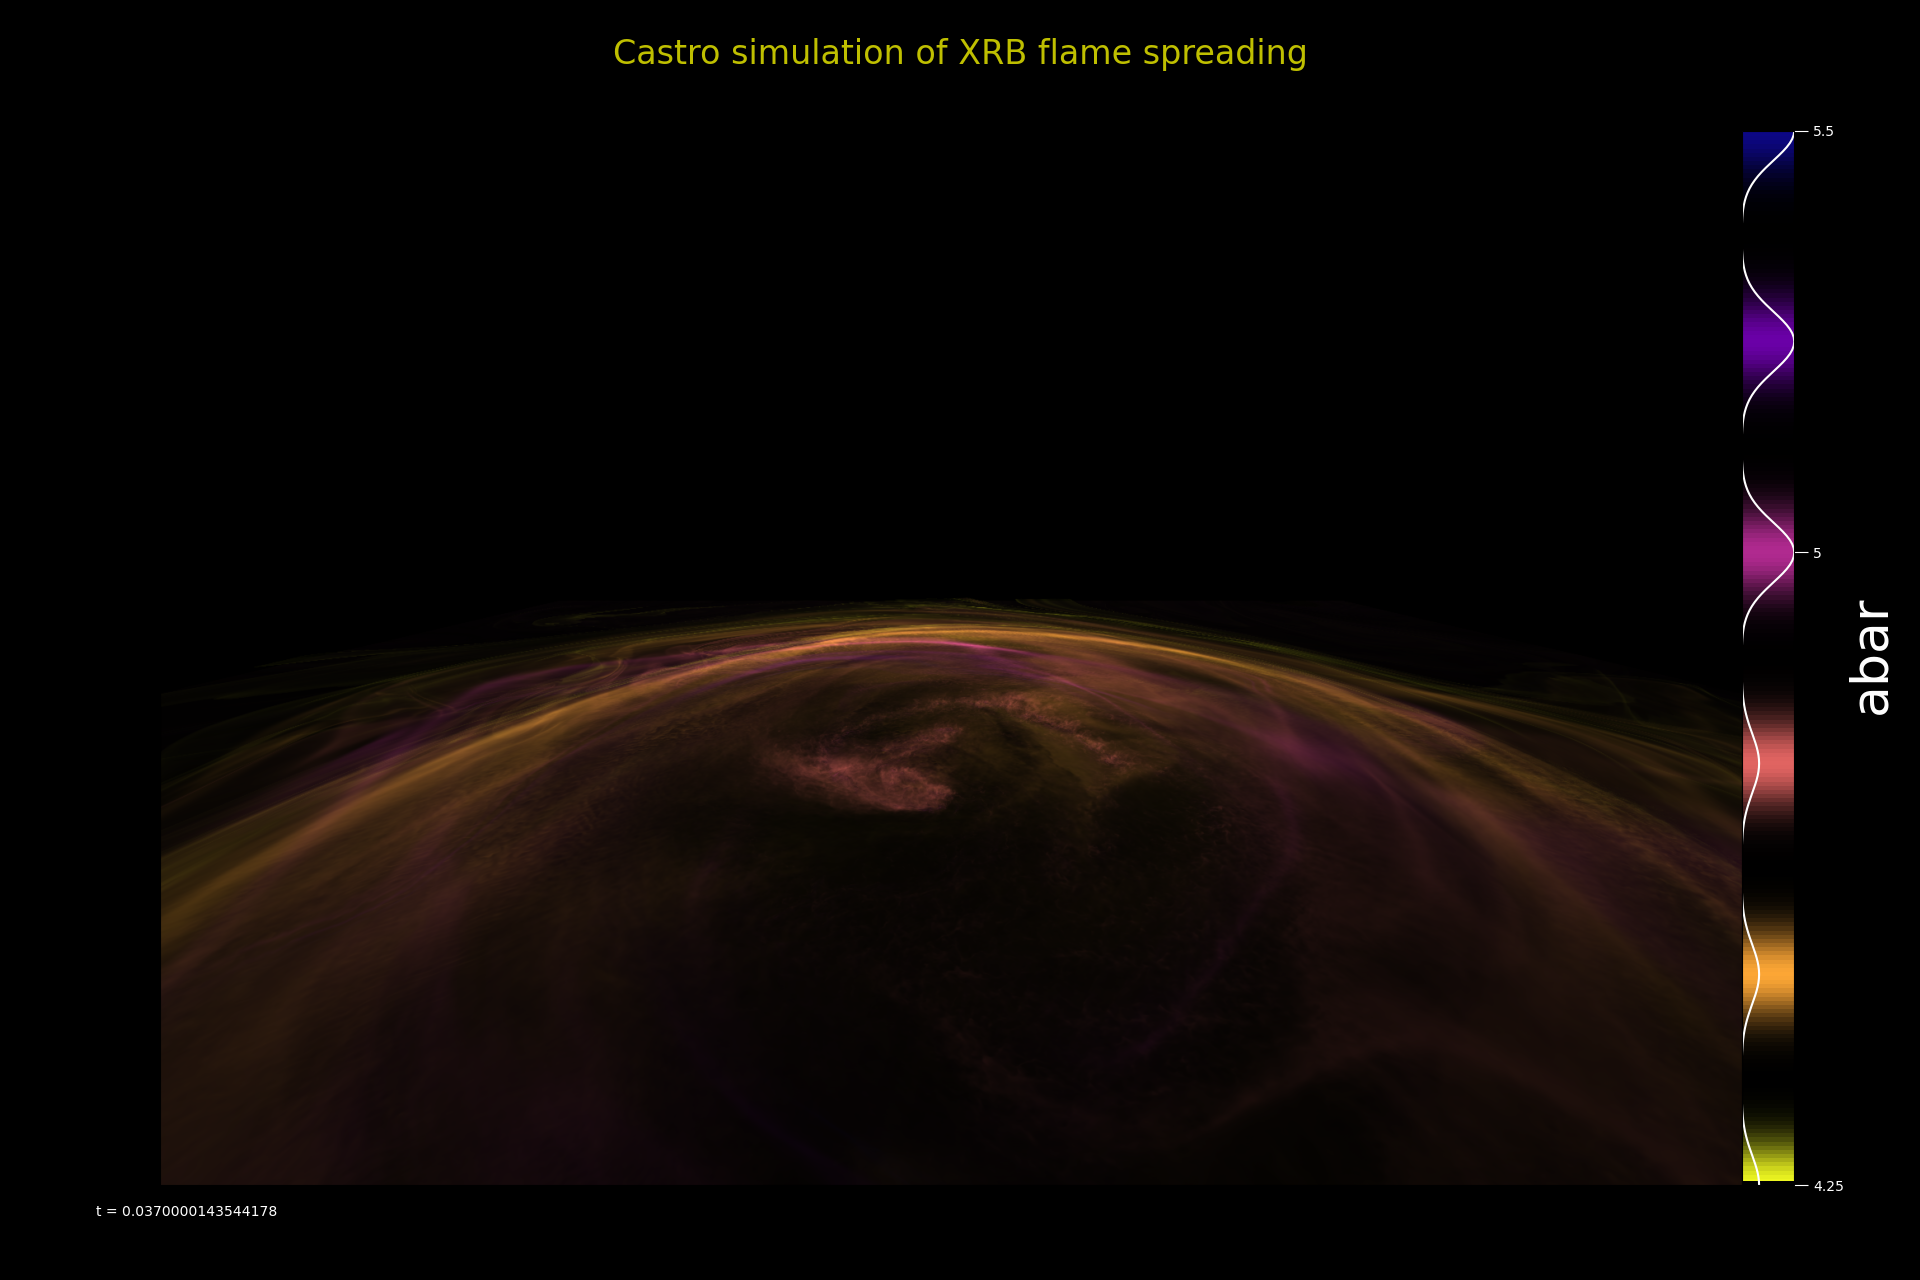 Castro simulation of XRB flame spreading
5.5
5
abar
4.25
t = 0.0370000143544178